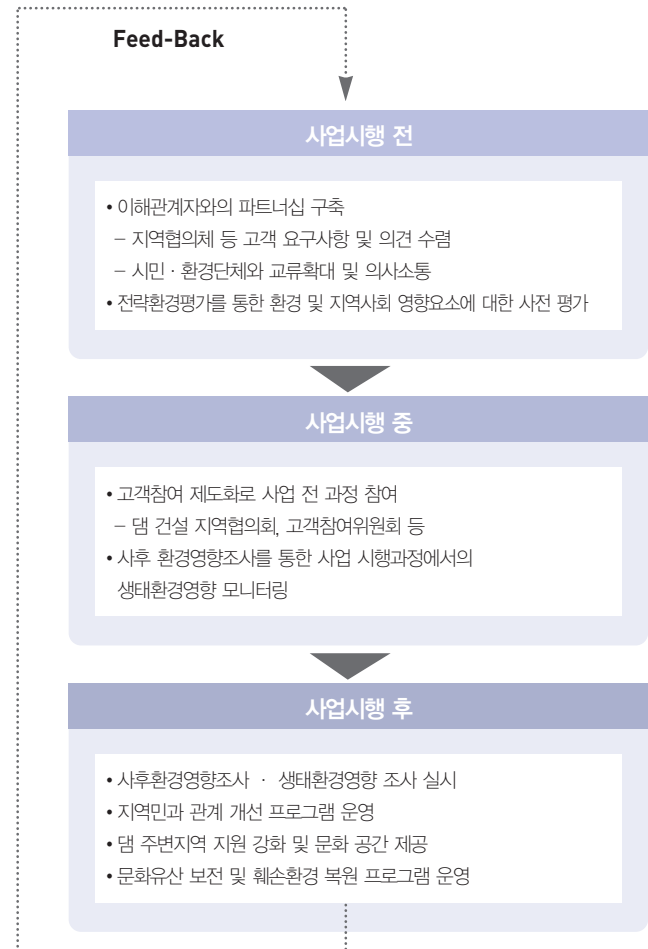 Feed-Back
사업시행 전
• 이해관계자와의 파트너십 구축
– 지역협의체 등 고객 요구사항 및 의견 수렴
– 시민 · 환경단체와 교류확대 및 의사소통
• 전략환경평가를 통한 환경 및 지역사회 영향요소에 대한 사전 평가
사업시행 중
• 고객참여 제도화로 사업 전 과정 참여
– 댐 건설 지역협의회, 고객참여위원회 등
• 사후 환경영향조사를 통한 사업 시행과정에서의
생태환경영향 모니터링
사업시행 후
• 사후환경영향조사 · 생태환경영향 조사 실시
• 지역민과 관계 개선 프로그램 운영
• 댐 주변지역 지원 강화 및 문화 공간 제공
• 문화유산 보전 및 훼손환경 복원 프로그램 운영